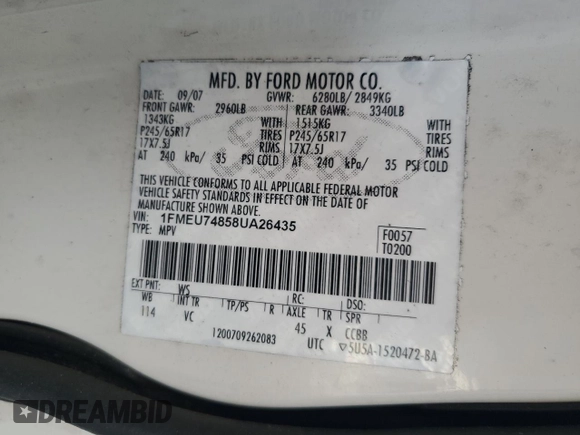 MFD. BY FORD MOTOR CO.
DATE: 09/07 GVWR: 6280LB/ 2849KG
FRONT GAWR: 2960LB REAR GAWR: 3340LB
1343KG WITH 1515KG WITH
P245/65R17 TIRES P245/65R17 TIRES
17X7.5J RIMS 17X7.5J RIMS
AT 240 kPa/ 35 PSI COLD AT 240 kPa/ 35 PSI COLD
THIS VEHICLE CONFORMS TO ALL APPLICABLE FEDERAL MOTOR
VEHICLE SAFETY STANDARDS IN EFFECT ON THE DATE OF
MANUFACTURE SHOWN ABOVE.
VIN: 1FMEU74858UA26435 F0057
TYPE: MPV T0200
EXT PNT: WS RC: DSO:
WB INT TR TP/PS R AXLE TR SPR
114 VC 45 X CCBB
1200709262083 UTC ▽5U5A-1520472-BA
Ford
DREAMBID